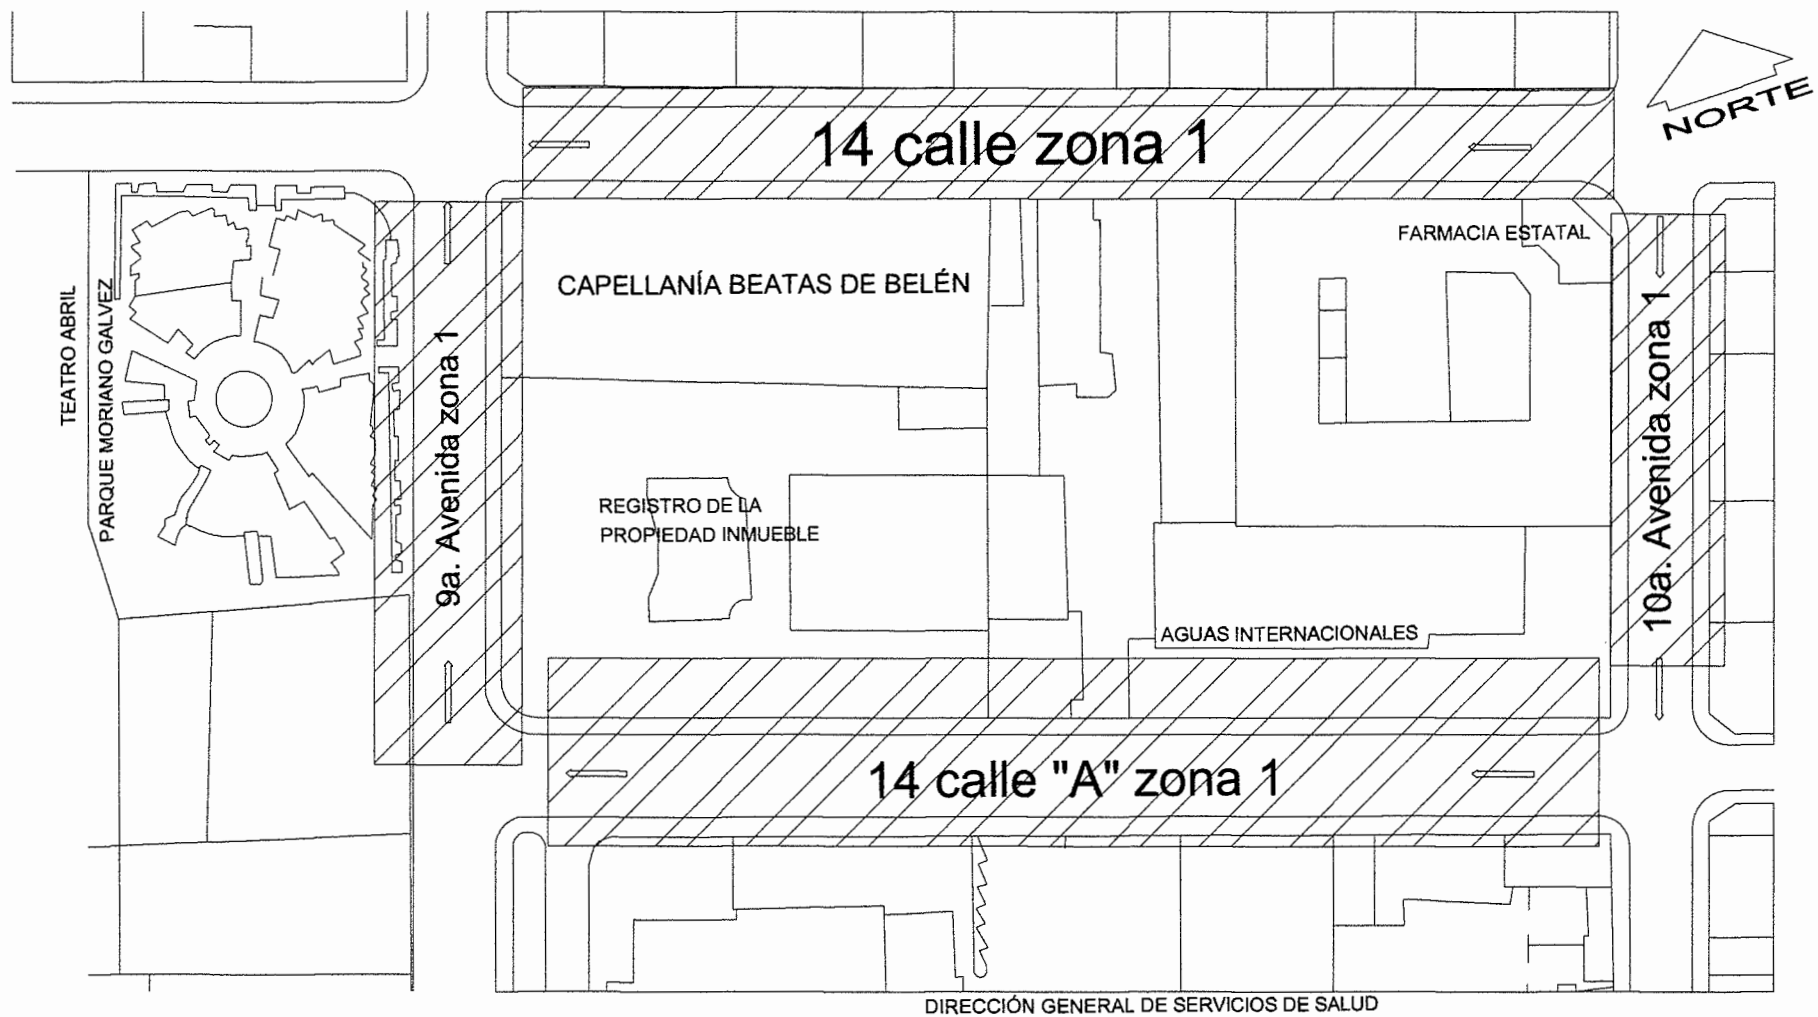 NORTE
14 calle zona 1
FARMACIA ESTATAL
CAPELLANÍA BEATAS DE BELÉN
TEATRO ABRIL
PARQUE MORIANO GALVEZ
9a. Avenida zona 1
10a. Avenida zona 1
REGISTRO DE LA
PROPIEDAD INMUEBLE
AGUAS INTERNACIONALES
14 calle "A" zona 1
DIRECCIÓN GENERAL DE SERVICIOS DE SALUD